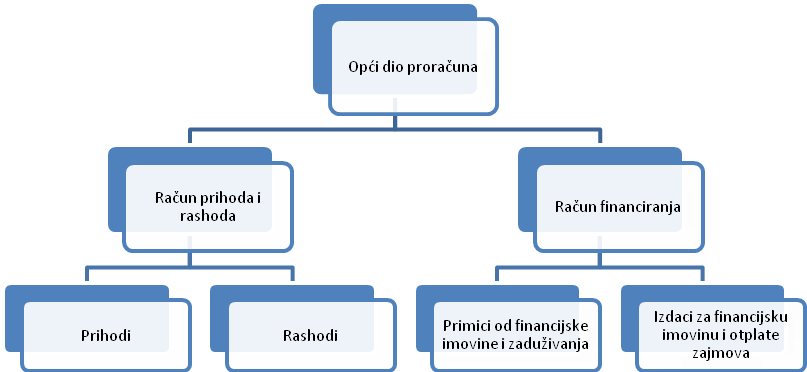 Opći dio proračuna
Račun prihoda i
rashoda
Račun financiranja
Prihodi
Rashodi
Primici od financijske
imovine i zaduživanja
Izdaci za financijsku
imovinu i otplate
zajmova